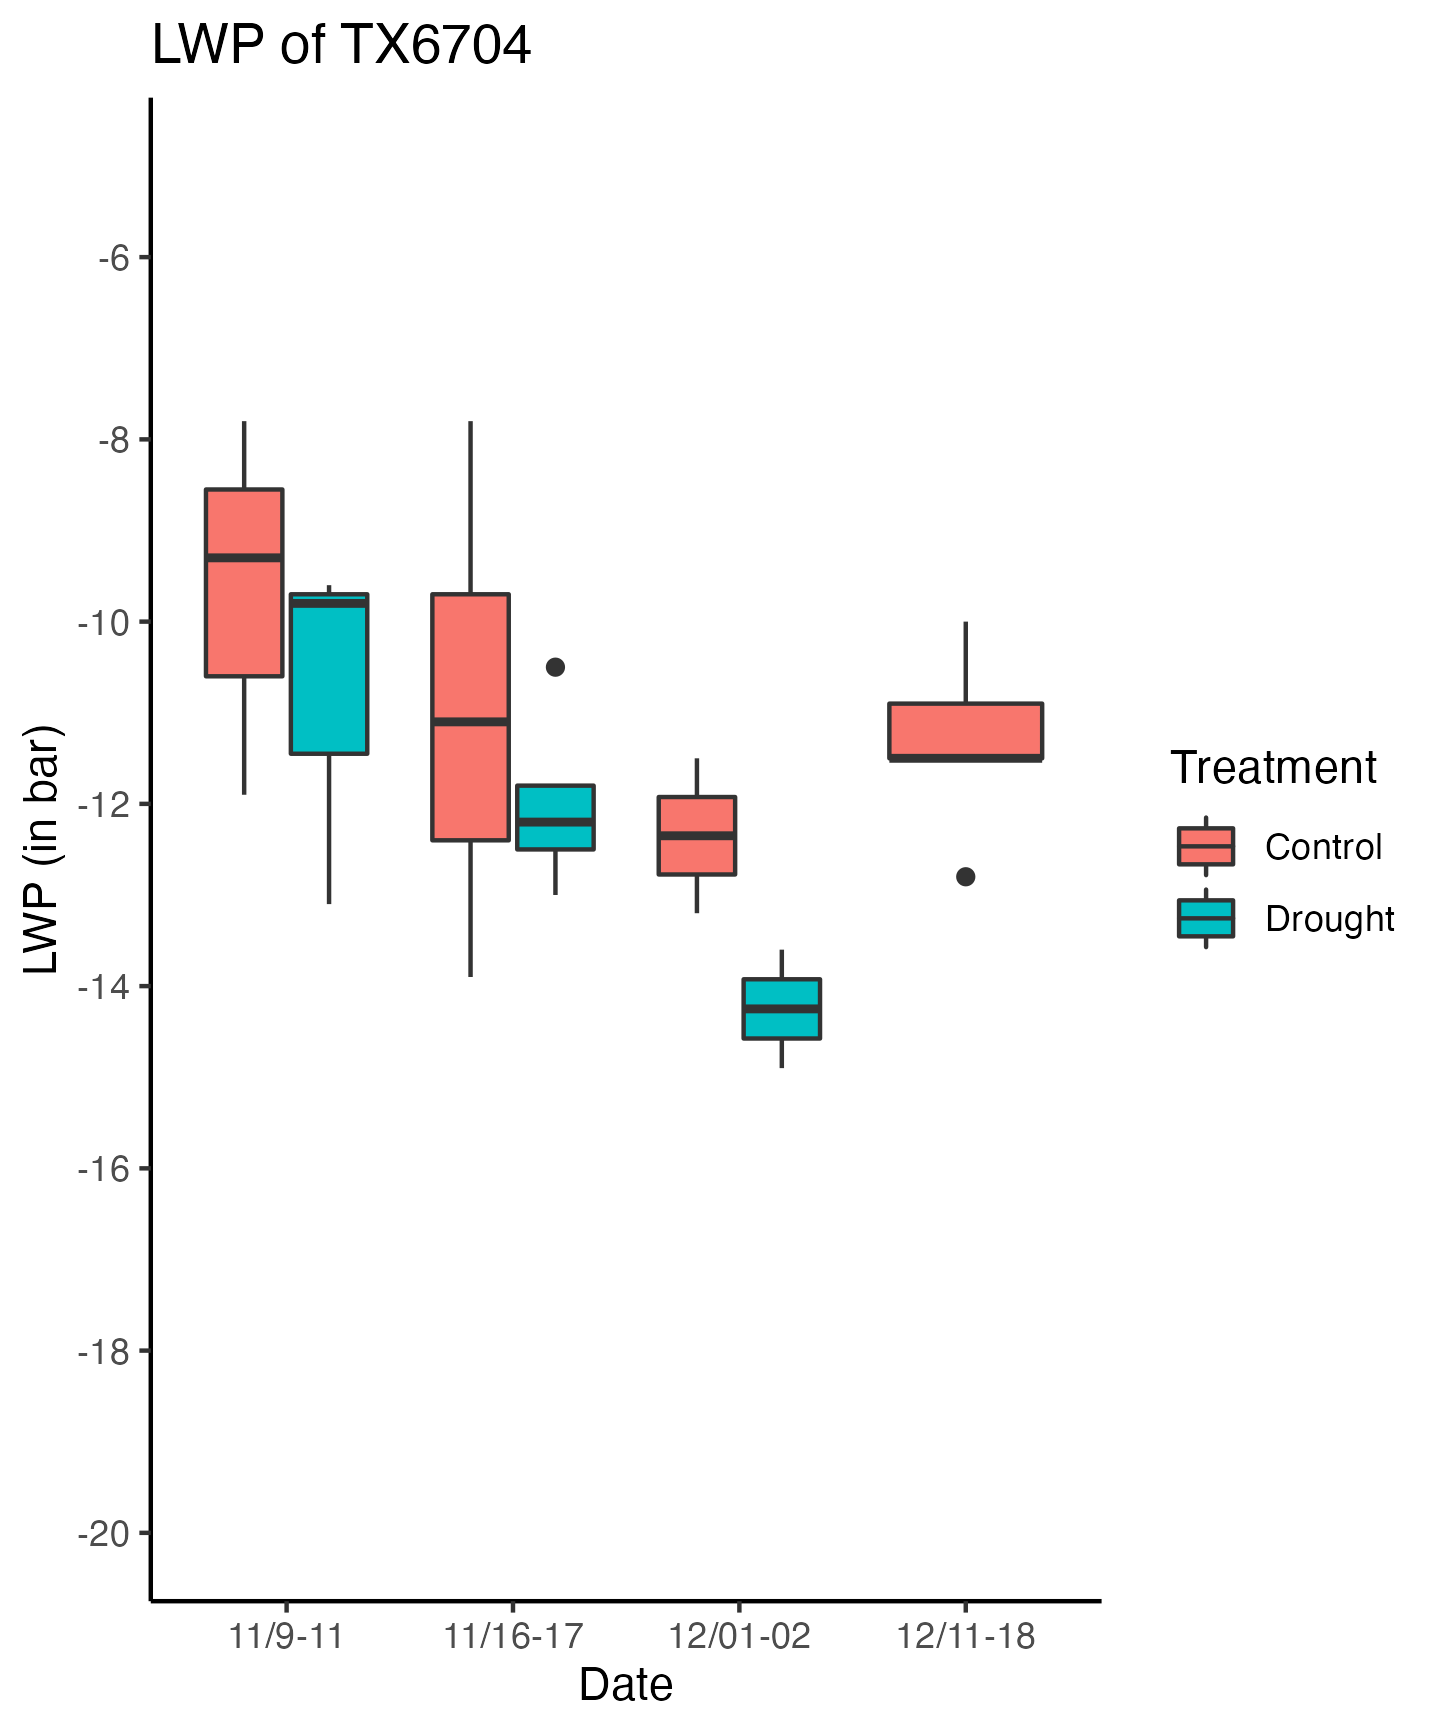 LWP of TX6704
LWP (in bar)
-6
-8
-10
-12
-14
-16
-18
-20
11/9-11
11/16-17
12/01-02
12/11-18
Date
Treatment
Control
Drought